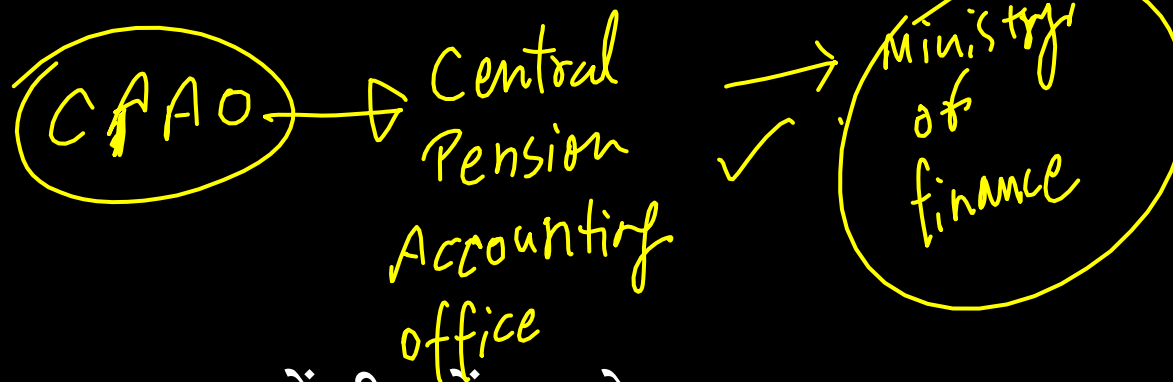 CPAO
Central
Pension
Accounting
office
Ministry
of
finance